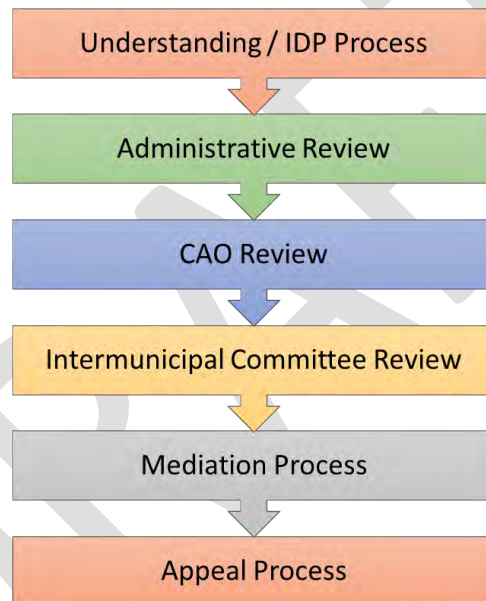 Understanding / IDP Process
Administrative Review
CAO Review
Intermunicipal Committee Review
Mediation Process
Appeal Process